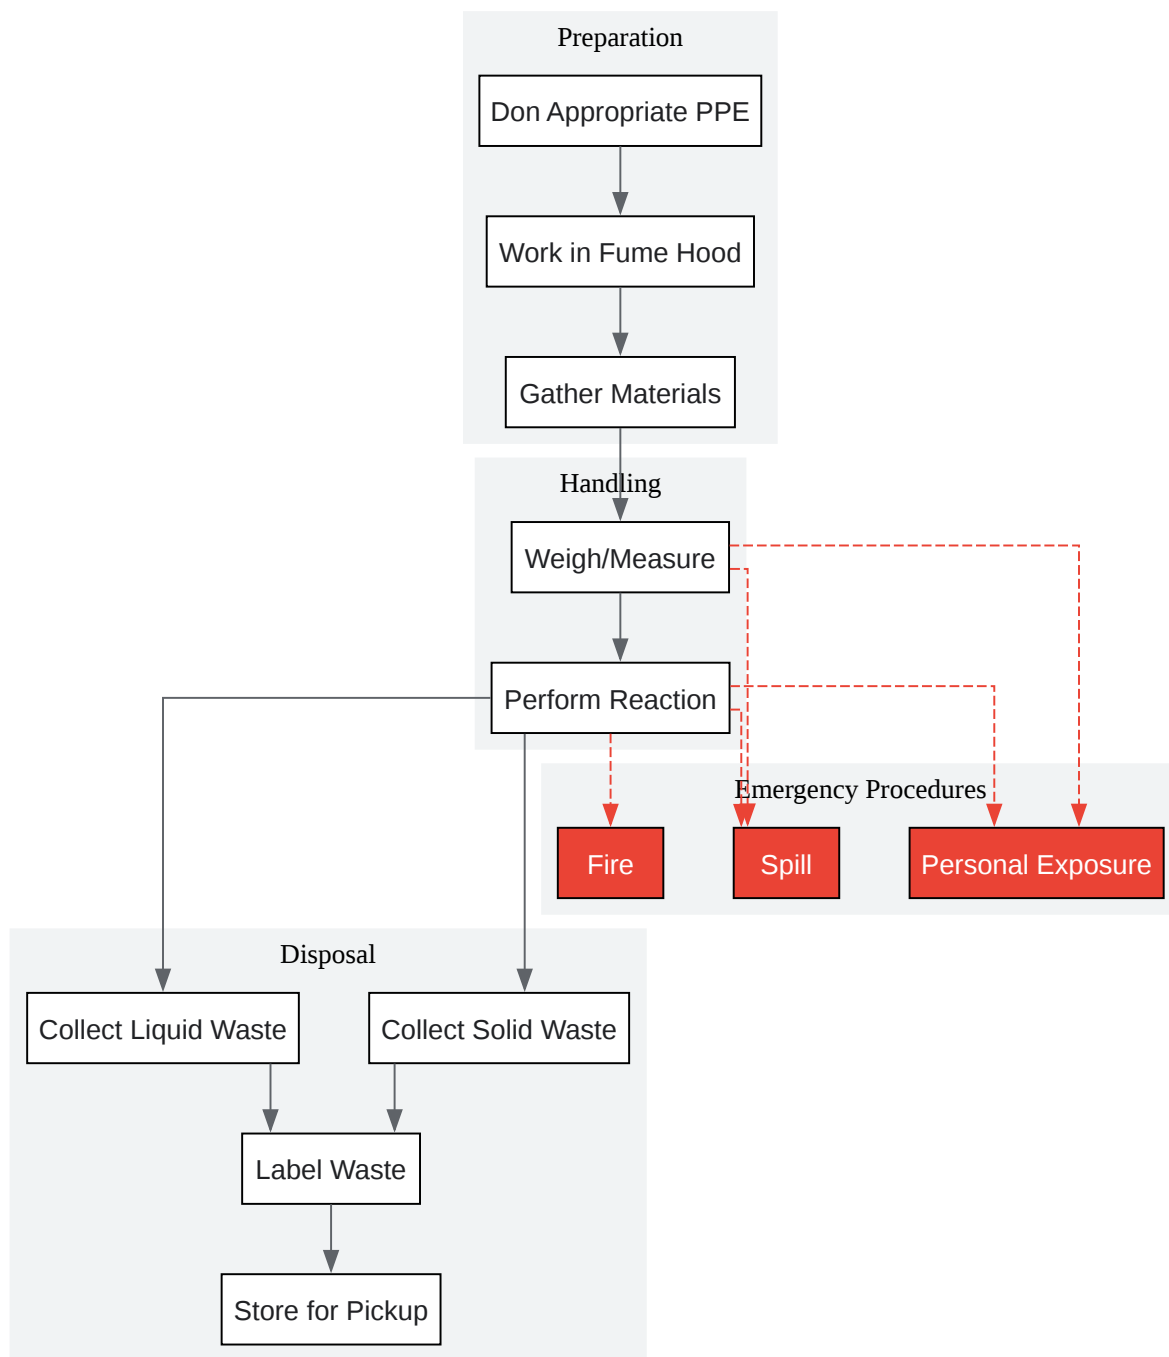 Preparation
Don Appropriate PPE
Work in Fume Hood
Gather Materials
Handling
Weigh/Measure
Perform Reaction
Emergency Procedures
Fire
Spill
Personal Exposure
Disposal
Collect Liquid Waste
Collect Solid Waste
Label Waste
Store for Pickup